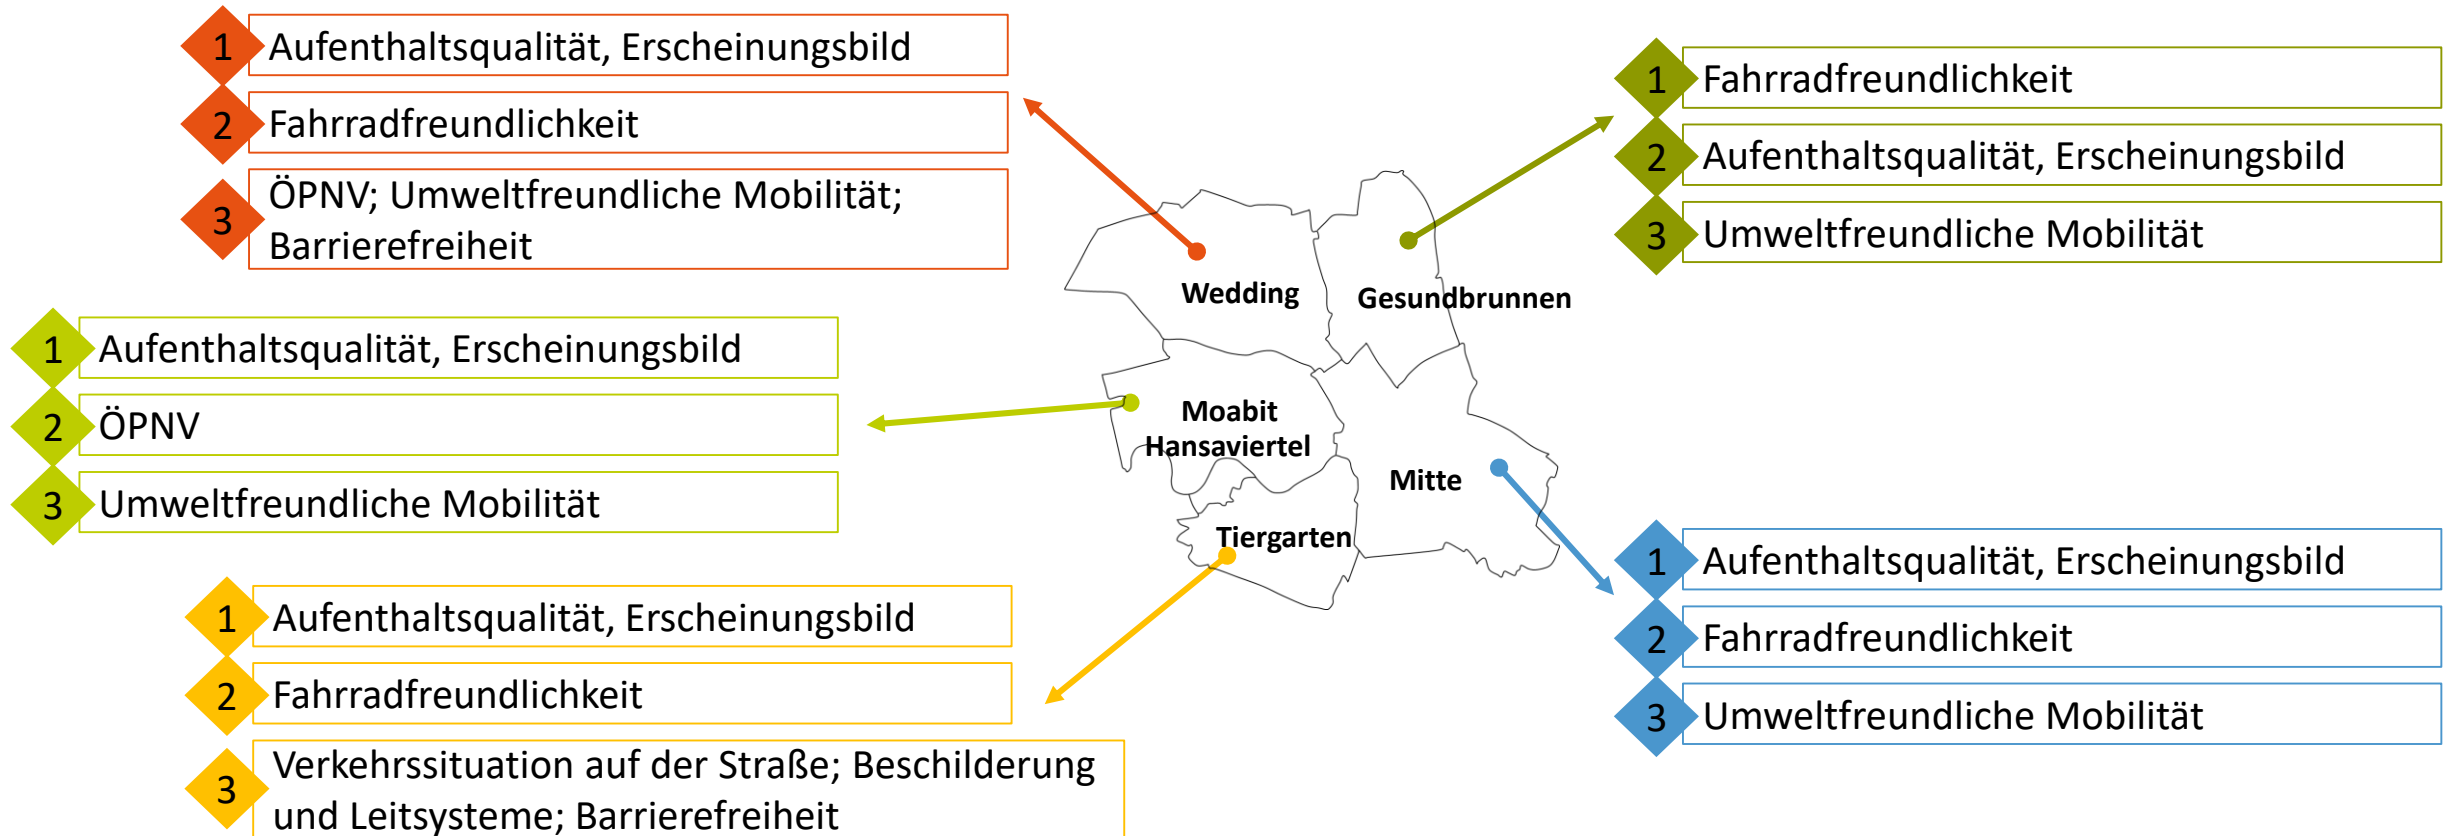 1 Aufenthaltsqualität, Erscheinungsbild
2 Fahrradfreundlichkeit
3 ÖPNV; Umweltfreundliche Mobilität;
Barrierefreiheit
1 Fahrradfreundlichkeit
2 Aufenthaltsqualität, Erscheinungsbild
3 Umweltfreundliche Mobilität
Wedding
Gesundbrunnen
1 Aufenthaltsqualität, Erscheinungsbild
2 ÖPNV
3 Umweltfreundliche Mobilität
Moabit
Hansaviertel
Mitte
Tiergarten
1 Aufenthaltsqualität, Erscheinungsbild
2 Fahrradfreundlichkeit
3 Verkehrssituation auf der Straße; Beschilderung
und Leitsysteme; Barrierefreiheit
1 Aufenthaltsqualität, Erscheinungsbild
2 Fahrradfreundlichkeit
3 Umweltfreundliche Mobilität